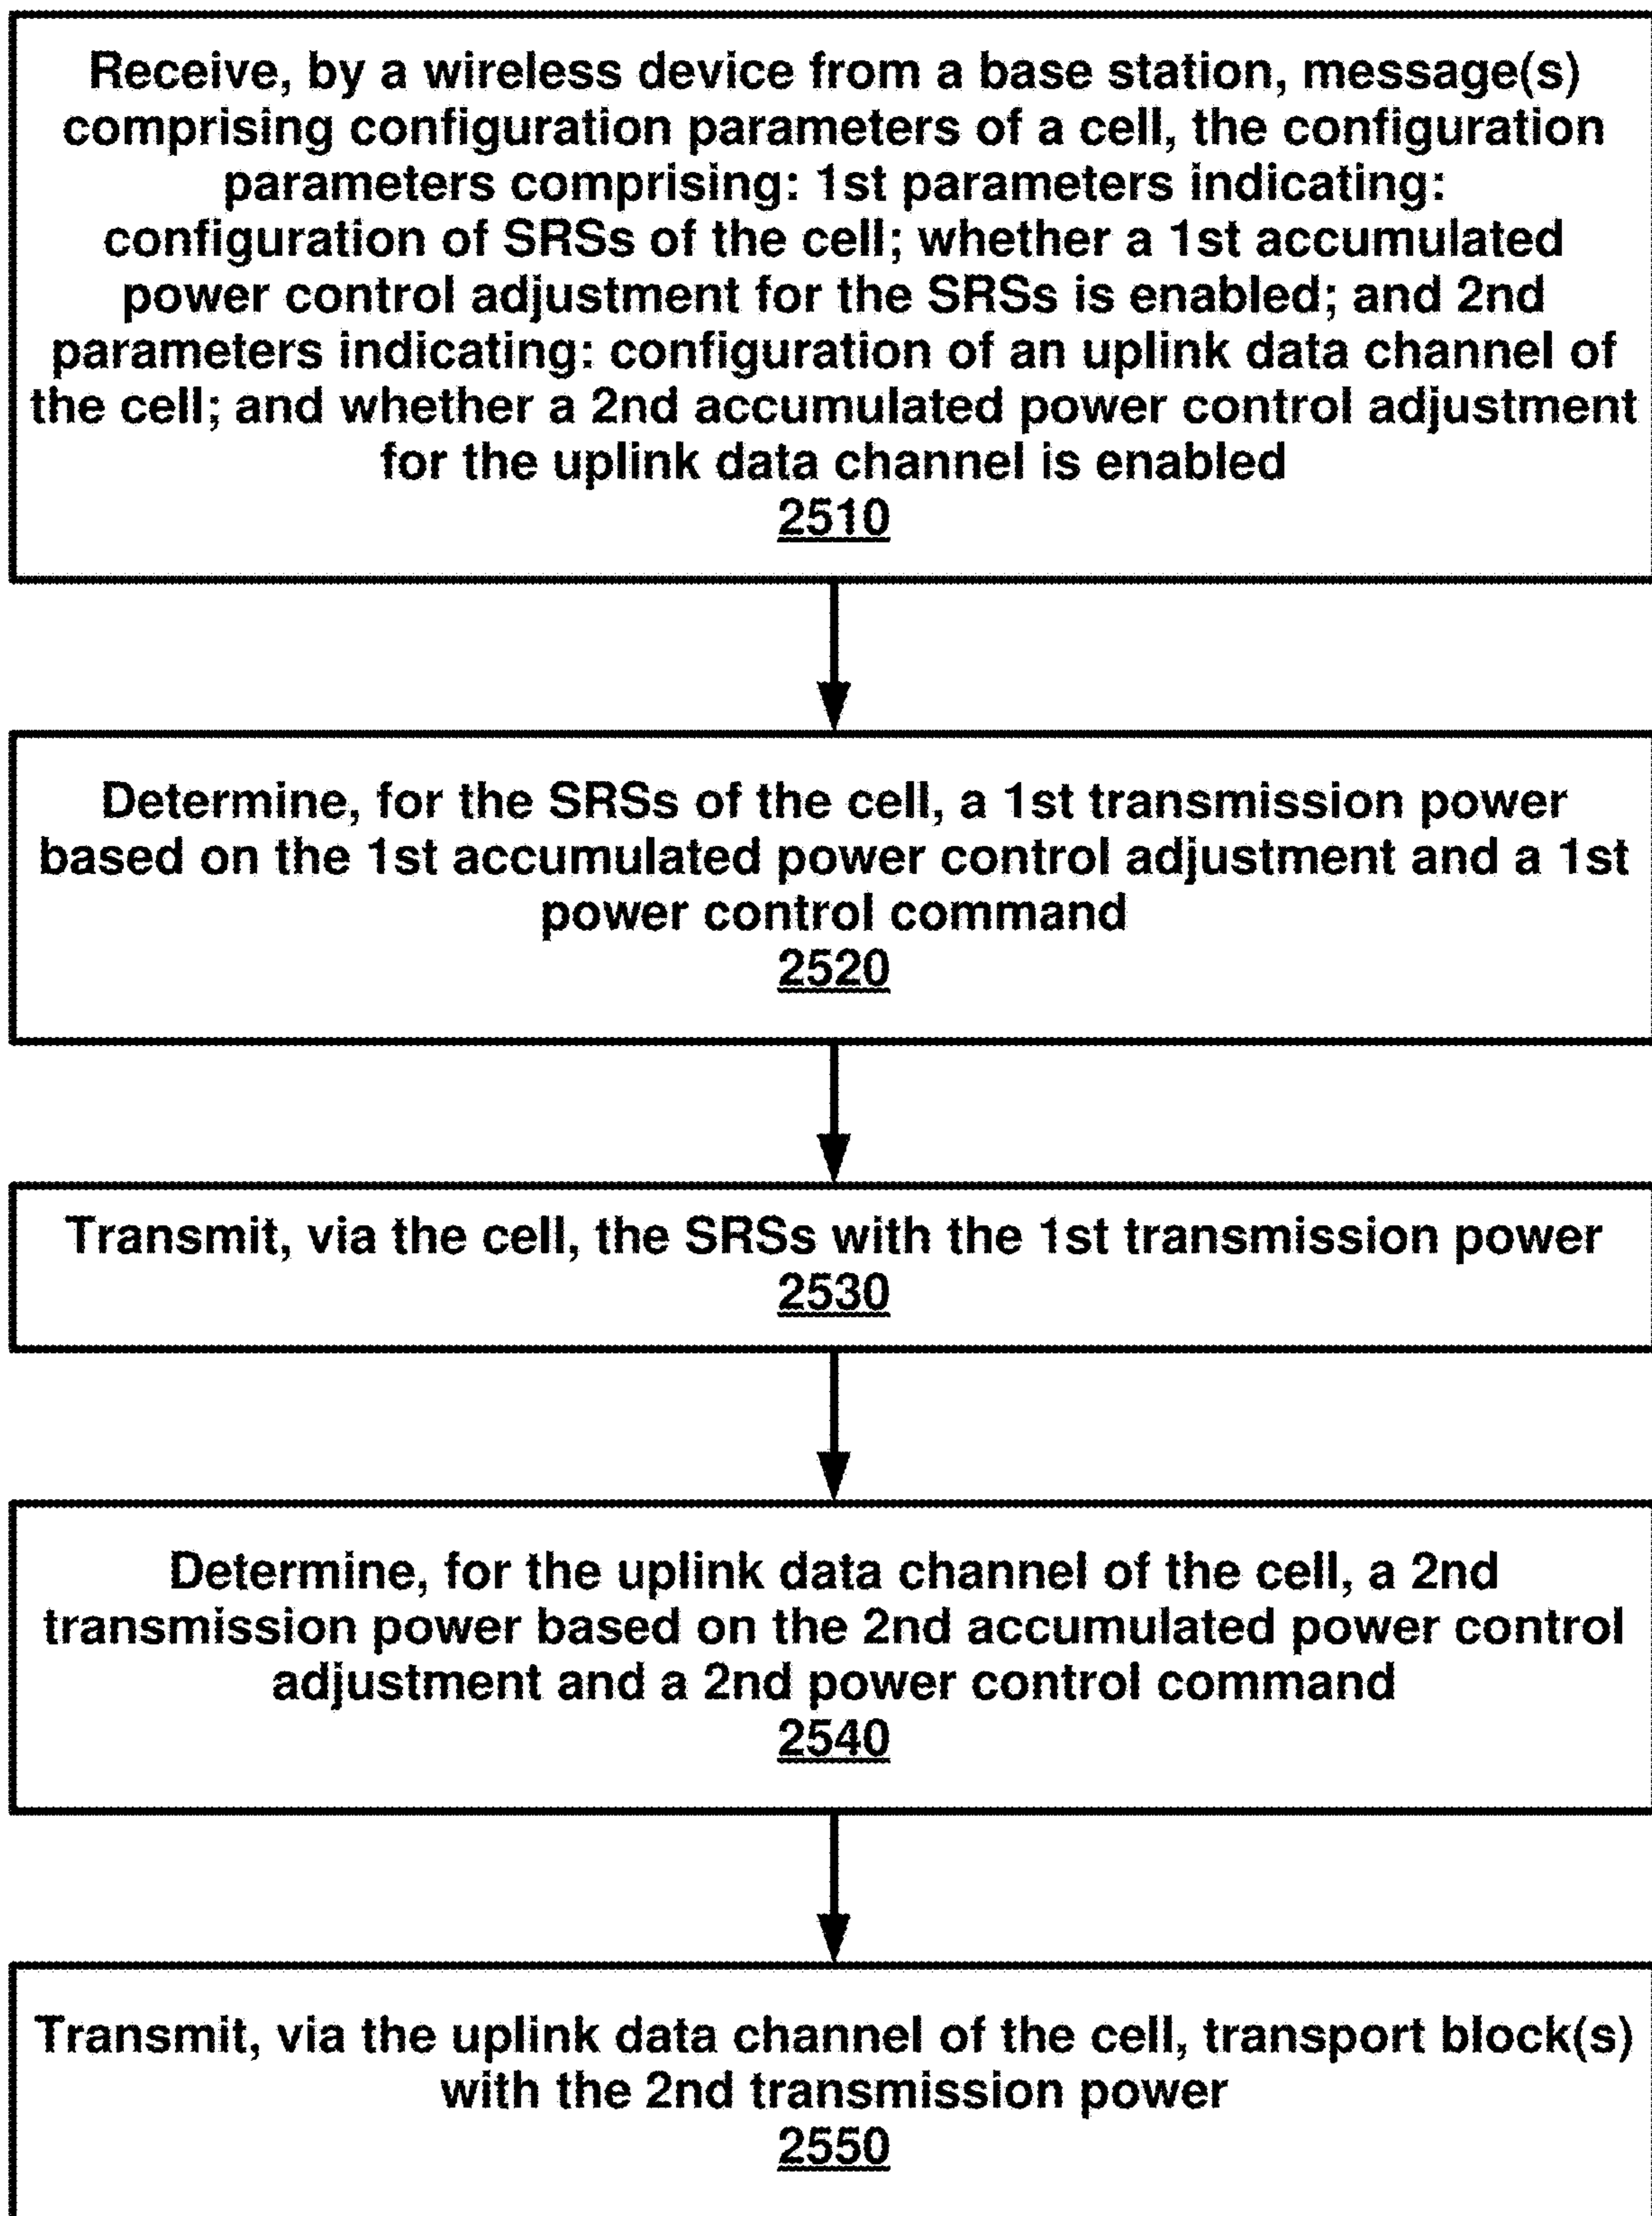 Receive, by a wireless device from a base station, message(s)
comprising configuration parameters of a cell, the configuration
parameters comprising: 1st parameters indicating:
configuration of SRSs of the cell; whether a 1st accumulated
power control adjustment for the SRSs is enabled; and 2nd
parameters indicating: configuration of an uplink data channel of
the cell; and whether a 2nd accumulated power control adjustment
for the uplink data channel is enabled
2510
Determine, for the SRSs of the cell, a 1st transmission power
based on the 1st accumulated power control adjustment and a 1st
power control command
2520
Transmit, via the cell, the SRSs with the 1st transmission power
2530
Determine, for the uplink data channel of the cell, a 2nd
transmission power based on the 2nd accumulated power control
adjustment and a 2nd power control command
2540
Transmit, via the uplink data channel of the cell, transport block(s)
with the 2nd transmission power
2550